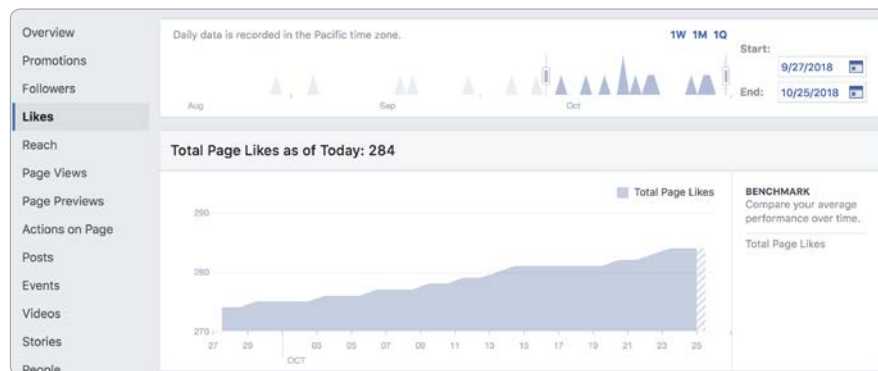 Overview
Promotions
Followers
Likes
Reach
Page Views
Page Previews
Actions on Page
Posts
Events
Videos
Stories
People
Daily data is recorded in the Pacific time zone.
1W 1M 1Q
Start:
9/27/2018
End:
10/25/2018
Aug Sep Oct
Total Page Likes as of Today: 284
Total Page Likes
290
280
270
27 29 03 05 07 09 11 13 15 17 19 21 23 25
OCT
BENCHMARK
Compare your average
performance over time.
Total Page Likes